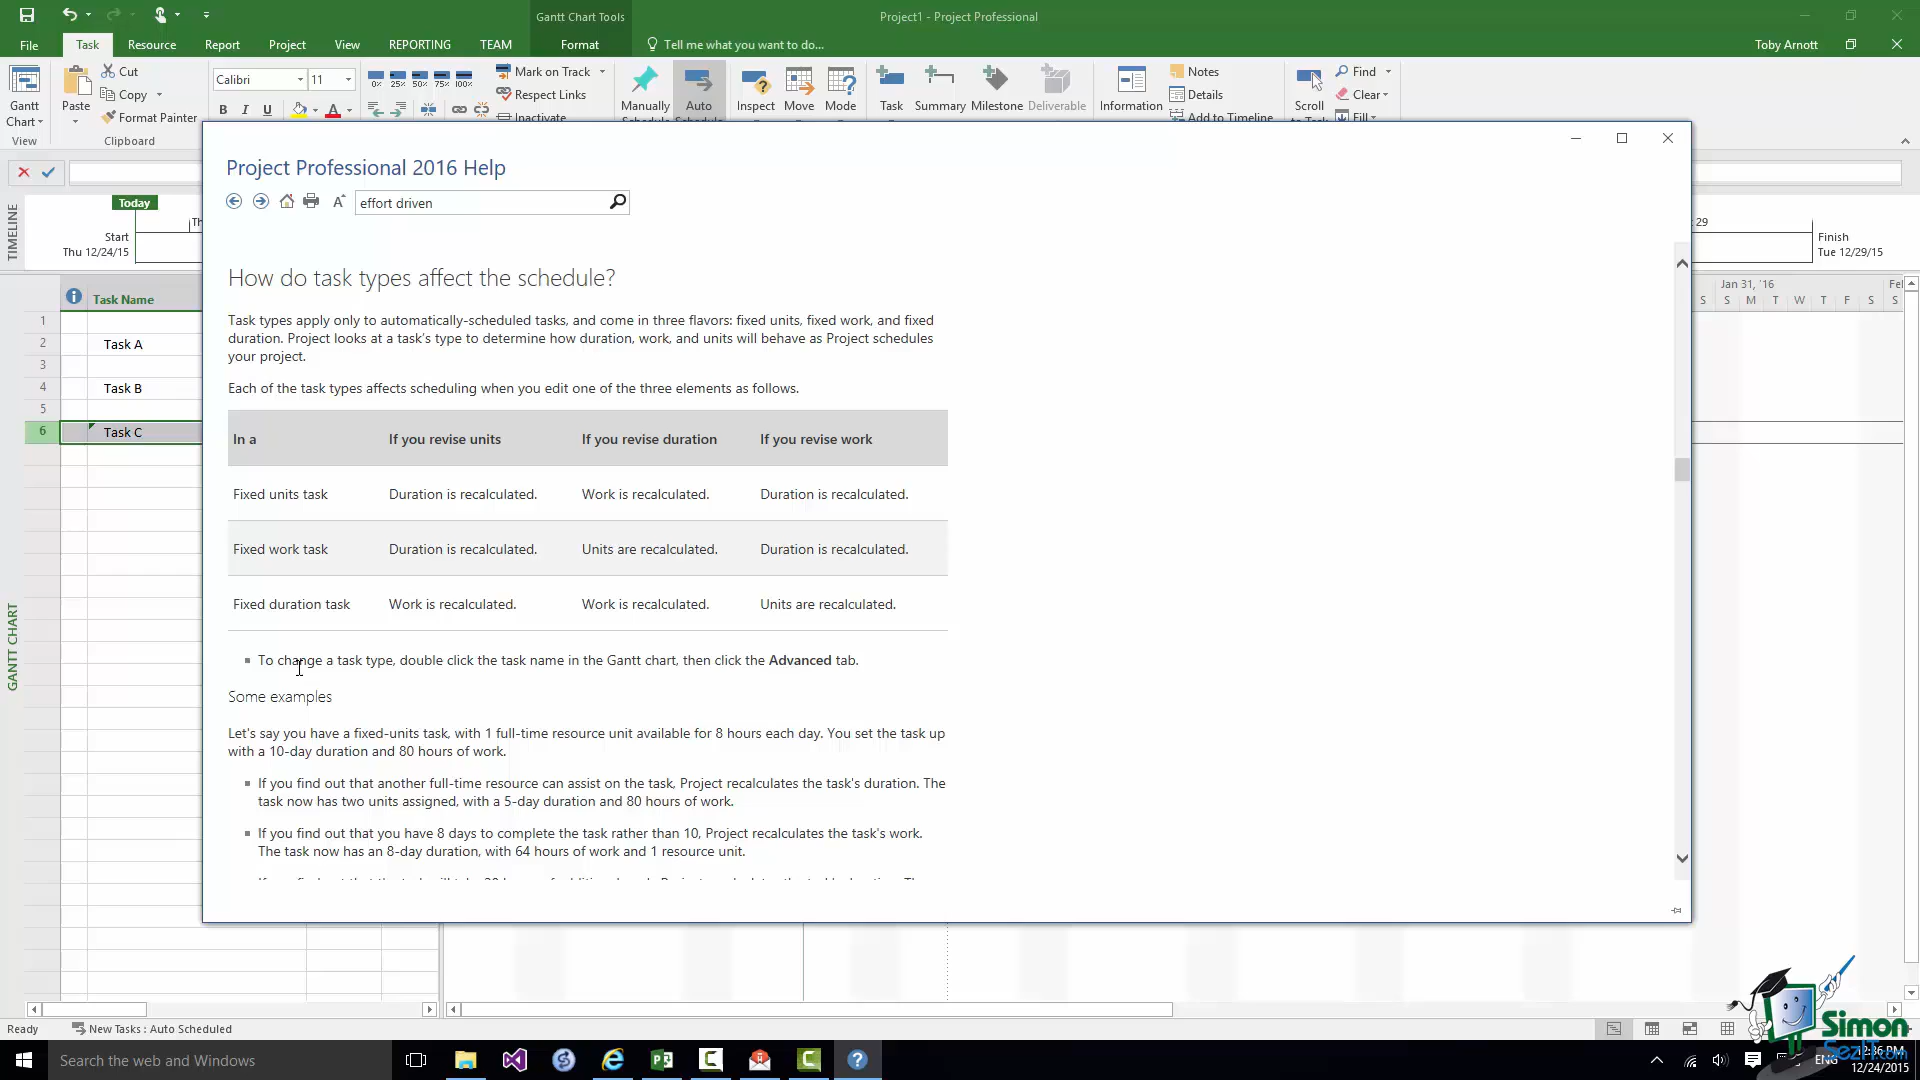 Gantt Chart Tools
Project1 - Project Professional
File Task Resource Report Project View REPORTING TEAM Format Tell me what you want to do... Toby Arnott
Gantt Chart
View
Paste
Cut
Copy
Format Painter
Clipboard
Calibri 11
B I U A
0% 25% 50% 75% 100%
Mark on Track
Respect Links
Inactivate
Manually
Auto
Inspect
Move
Mode
Task
Summary
Milestone
Deliverable
Information
Notes
Details
Add to Timeline
Scroll
Find
Clear
Fill
TIMELINE
Today
Start
Thu 12/24/15
29
Finish
Tue 12/29/15
Project Professional 2016 Help
effort driven
How do task types affect the schedule?
Task types apply only to automatically-scheduled tasks, and come in three flavors: fixed units, fixed work, and fixed
duration. Project looks at a task's type to determine how duration, work, and units will behave as Project schedules
your project.
Each of the task types affects scheduling when you edit one of the three elements as follows.
In a If you revise units If you revise duration If you revise work
Fixed units task Duration is recalculated. Work is recalculated. Duration is recalculated.
Fixed work task Duration is recalculated. Units are recalculated. Duration is recalculated.
Fixed duration task Work is recalculated. Work is recalculated. Units are recalculated.
To change a task type, double click the task name in the Gantt chart, then click the Advanced tab.
Some examples
Let's say you have a fixed-units task, with 1 full-time resource unit available for 8 hours each day. You set the task up
with a 10-day duration and 80 hours of work.
If you find out that another full-time resource can assist on the task, Project recalculates the task's duration. The
task now has two units assigned, with a 5-day duration and 80 hours of work.
If you find out that you have 8 days to complete the task rather than 10, Project recalculates the task's work.
The task now has an 8-day duration, with 64 hours of work and 1 resource unit.
GANTT CHART
Task Name
1
2 Task A
3
4 Task B
5
6 Task C
Jan 31, '16
S S M T W T F S S
Ready New Tasks : Auto Scheduled
Search the web and Windows
ENG
12/24/2015
Simon
SezIT.com